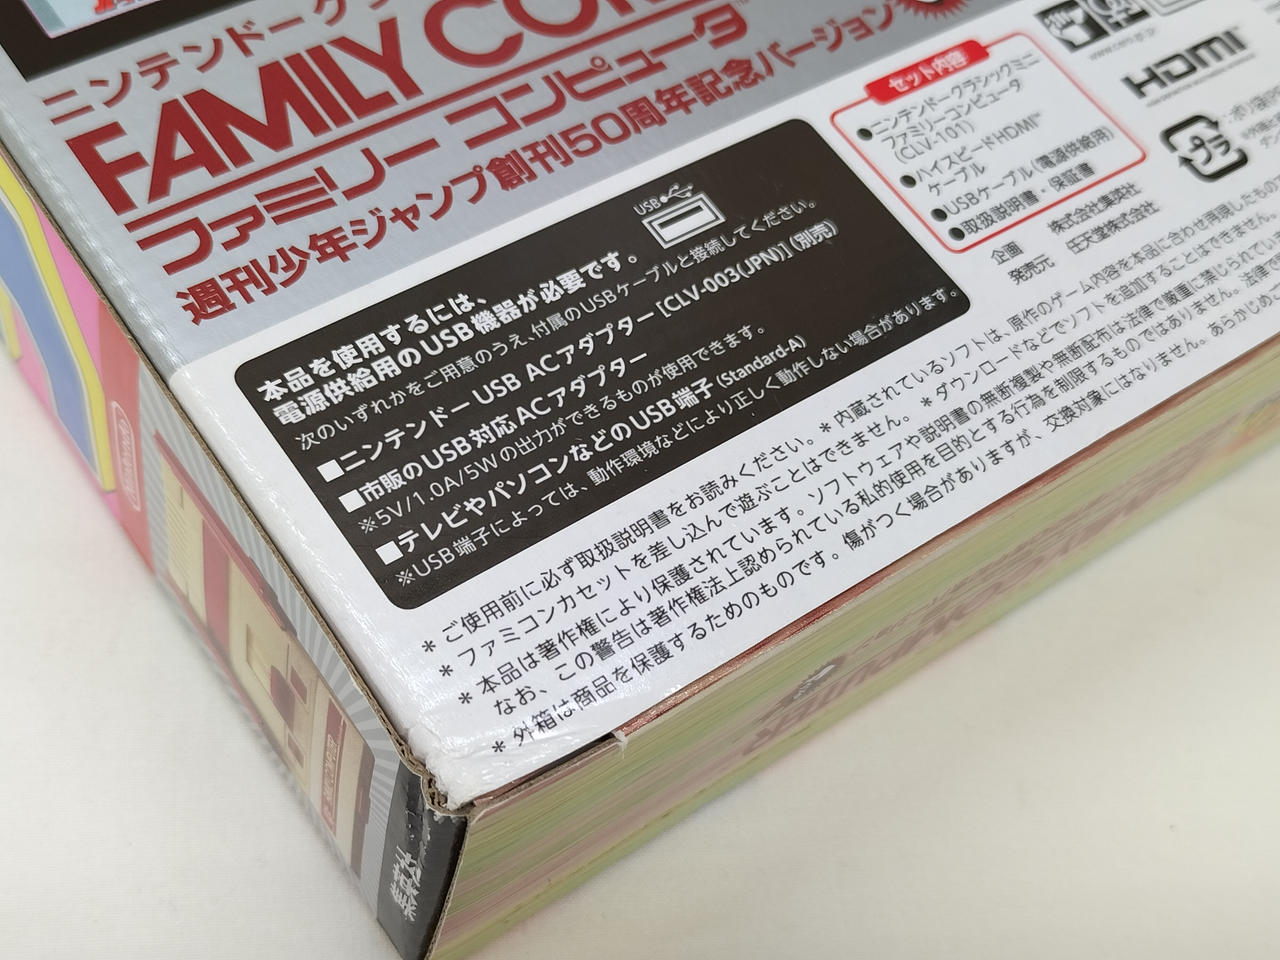 ニンテンドーク
FAMILY COM
ファミリー コンピュータ™
週刊少年ジャンプ創刊50周年記念バージョン
本品を使用するには、
電源供給用のUSB機器が必要です。
USB
次のいずれかをご用意のうえ、付属のUSBケーブルと接続してください。
■ニンテンドー USB ACアダプター [CLV-003(JPN)] (別売)
■市販のUSB対応ACアダプター
※5V/1.0A/5Wの出力ができるものが使用できます。
■テレビやパソコンなどのUSB端子 (Standard-A)
※USB端子によっては、動作環境などにより正しく動作しない場合があります。
セット内容
●ニンテンドークラシックミニ
ファミリーコンピュータ
(CLV-101)
●ハイスピードHDMI™
ケーブル
●USBケーブル(電源供給用)
●取扱説明書・保証書
企画 株式会社集英社
発売元 任天堂株式会社
www.cero.gr.jp
HDMI
プラ
＊ご使用前に必ず取扱説明書をお読みください。＊内蔵されているソフトは、原作のゲーム内容を本品に合わせ再現したもの
＊ファミコンカセットを差し込んで遊ぶことはできません。＊ダウンロードなどでソフトを追加することはできません。
＊本品は著作権により保護されています。ソフトウェアや説明書の無断複製や無断配布は法律で厳重に禁じられてい
なお、この警告は著作権法上認められている私的使用を目的とする行為を制限するものではありません。法律で
＊外箱は商品を保護するためのものです。傷がつく場合がありますが、交換対象にはなりません。あらかじめ
Nintendo